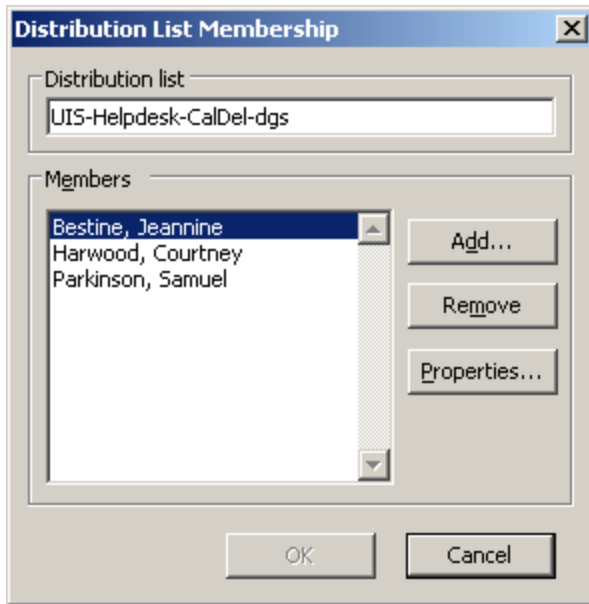 Distribution List Membership
Distribution list
UIS-Helpdesk-CalDel-dgs
Members
Bestine, Jeannine
Harwood, Courtney
Parkinson, Samuel
Add...
Remove
Properties...
OK
Cancel